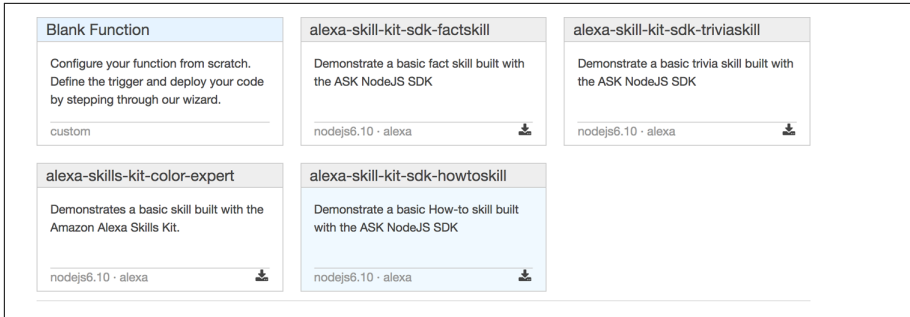 Blank Function
Configure your function from scratch.
Define the trigger and deploy your code
by stepping through our wizard.
custom
alexa-skill-kit-sdk-factskill
Demonstrate a basic fact skill built with
the ASK NodeJS SDK
nodejs6.10 · alexa
alexa-skill-kit-sdk-triviaskill
Demonstrate a basic trivia skill built with
the ASK NodeJS SDK
nodejs6.10 · alexa
alexa-skills-kit-color-expert
Demonstrates a basic skill built with the
Amazon Alexa Skills Kit.
nodejs6.10 · alexa
alexa-skill-kit-sdk-howtoskill
Demonstrate a basic How-to skill built
with the ASK NodeJS SDK
nodejs6.10 · alexa